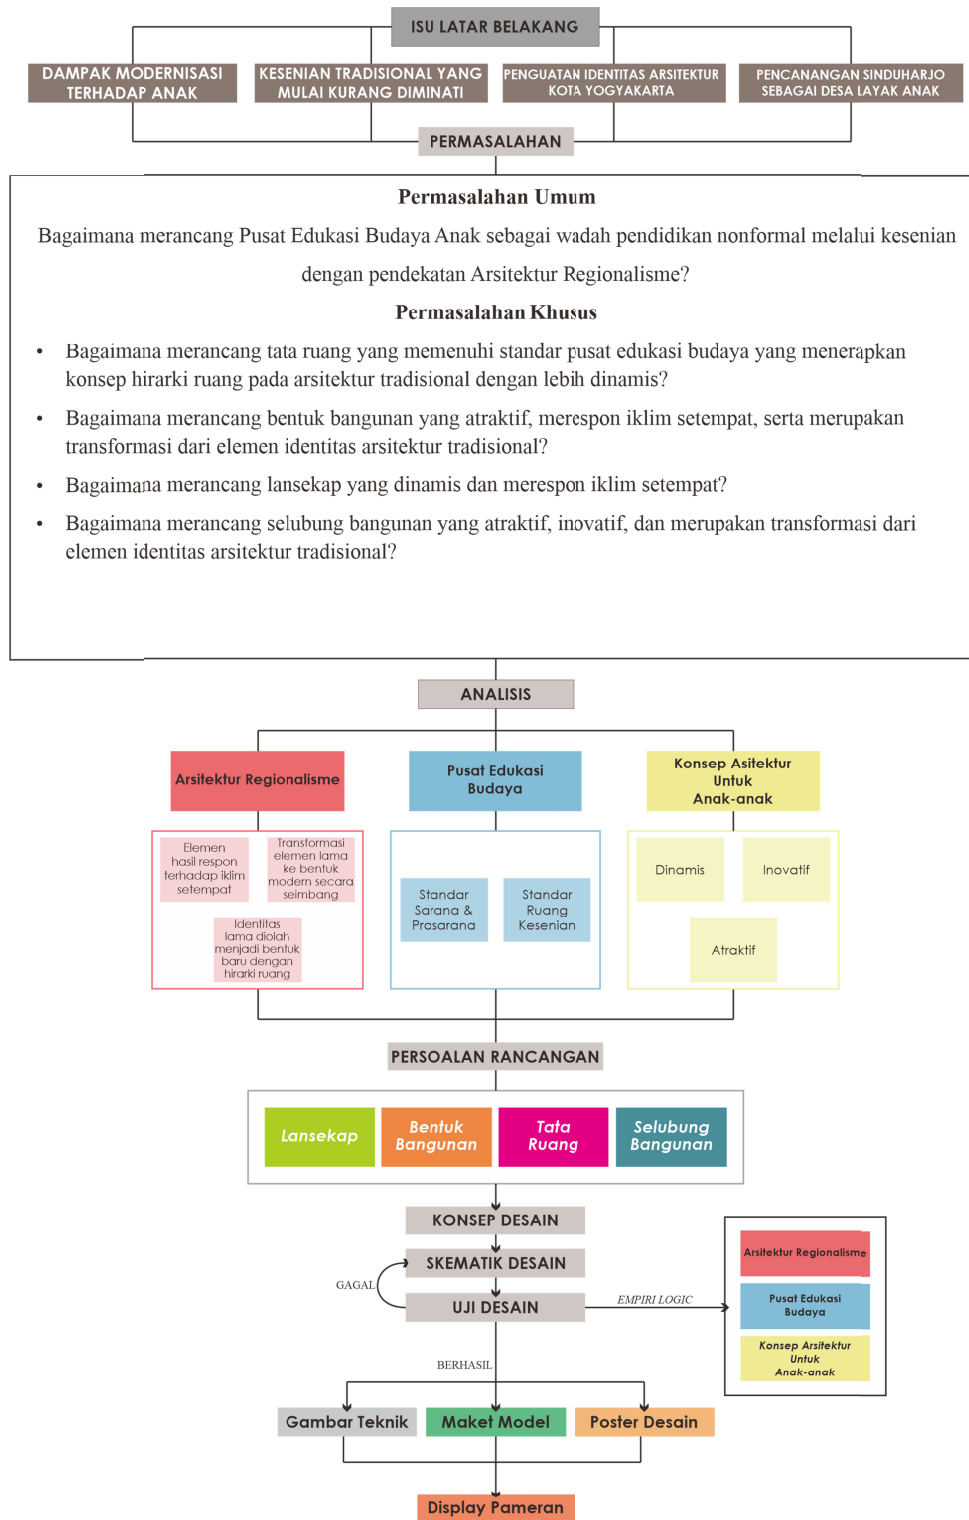 ISU LATAR BELAKANG
DAMPAK MODERNISASI
TERHADAP ANAK
KESENIAN TRADISIONAL YANG
MULAI KURANG DIMINATI
PENGUATAN IDENTITAS ARSITEKTUR
KOTA YOGYAKARTA
PENCANANGAN SINDUHARJO
SEBAGAI DESA LAYAK ANAK
PERMASALAHAN
Permasalahan Umum
Bagaimana merancang Pusat Edukasi Budaya Anak sebagai wadah pendidikan nonformal melalui kesenian
dengan pendekatan Arsitektur Regionalisme?
Permasalahan Khusus
• Bagaimana merancang tata ruang yang memenuhi standar pusat edukasi budaya yang menerapkan
konsep hirarki ruang pada arsitektur tradisional dengan lebih dinamis?
• Bagaimana merancang bentuk bangunan yang atraktif, merespon iklim setempat, serta merupakan
transformasi dari elemen identitas arsitektur tradisional?
• Bagaimana merancang lansekap yang dinamis dan merespon iklim setempat?
• Bagaimana merancang selubung bangunan yang atraktif, inovatif, dan merupakan transformasi dari
elemen identitas arsitektur tradisional?
ANALISIS
Arsitektur Regionalisme
Pusat Edukasi
Budaya
Konsep Asitektur
Untuk
Anak-anak
Elemen
hasil respon
terhadap iklim
setempat
Transformasi
elemen lama
ke bentuk
modern secara
seimbang
Identitas
lama diolah
menjadi bentuk
baru dengan
hirarki ruang
Standar
Sarana &
Prasarana
Standar
Ruang
Kesenian
Dinamis
Inovatif
Atraktif
PERSOALAN RANCANGAN
Lansekap
Bentuk
Bangunan
Tata
Ruang
Selubung
Bangunan
KONSEP DESAIN
SKEMATIK DESAIN
GAGAL
UJI DESAIN
EMPIRI LOGIC
Arsitektur Regionalisme
Pusat Edukasi
Budaya
Konsep Arsitektur
Untuk
Anak-anak
BERHASIL
Gambar Teknik
Maket Model
Poster Desain
Display Pameran